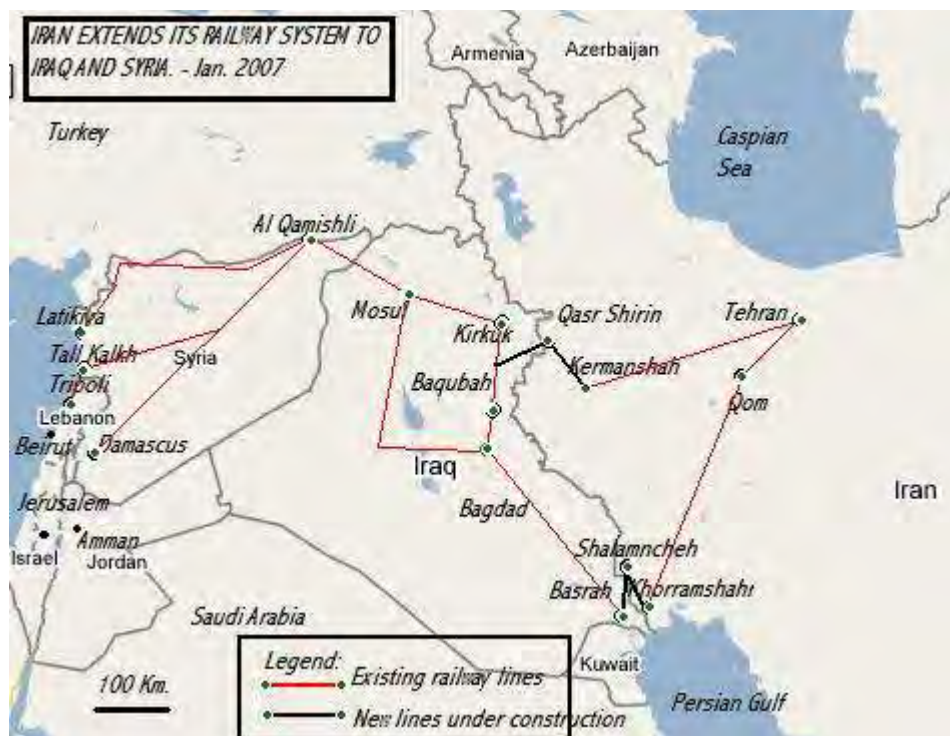 IRAN EXTENDS ITS RAILWAY SYSTEM TO
IRAQ AND SYRIA. - Jan. 2007
Armenia
Azerbaijan
Turkey
Caspian
Sea
Al Qamishli
Mosul
Kirkuk
Qasr Shirin
Tehran
Latikiva
Tall Kalkh
Syria
Kermanshah
Tripoli
Baqubah
Qom
Lebanon
Beirut
Damascus
Iraq
Iran
Jerusalem
Bagdad
Amman
Israel
Jordan
Shalamncheh
Basrah
Khorramshahr
Saudi Arabia
Kuwait
Legend:
Existing railway lines
100 Km.
Persian Gulf
New lines under construction